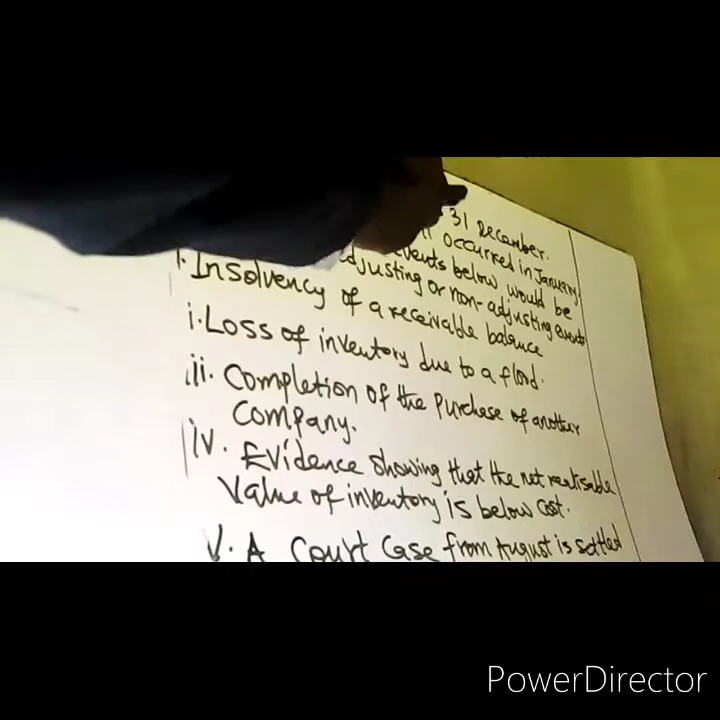 31 December.
occurred in January
events below would be
adjusting or non-adjusting events
i. Insolvency of a receivable balance
ii. Loss of inventory due to a flood.
iii. Completion of the purchase of another
company.
iv. Evidence showing that the net realisable
value of inventory is below cost.
V. A Court Case from August is settled
PowerDirector